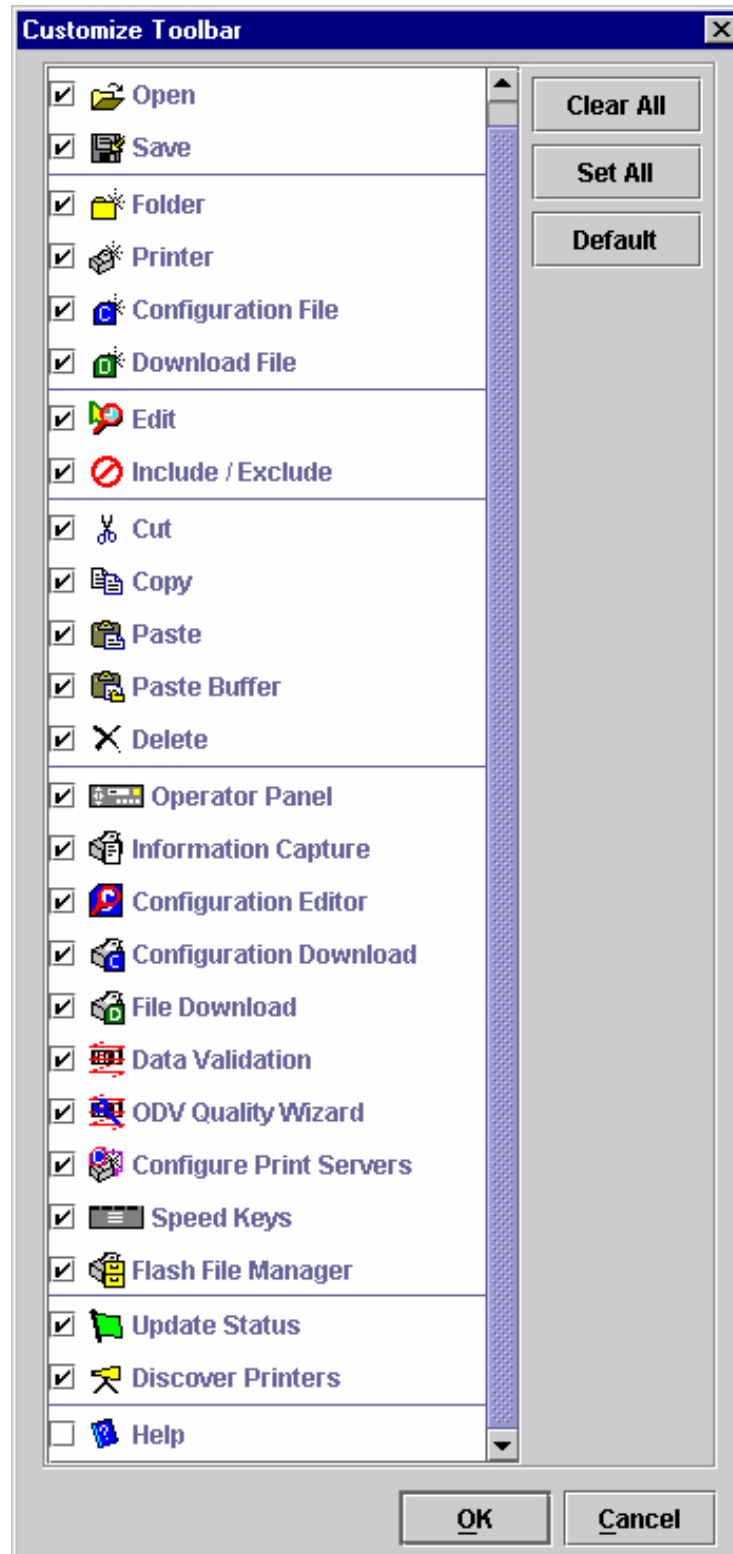 Customize Toolbar
Open
Clear All
Save
Set All
Folder
Default
Printer
Configuration File
Download File
Edit
Include / Exclude
Cut
Copy
Paste
Paste Buffer
Delete
Operator Panel
Information Capture
Configuration Editor
Configuration Download
File Download
Data Validation
ODV Quality Wizard
Configure Print Servers
Speed Keys
Flash File Manager
Update Status
Discover Printers
Help
OK
Cancel